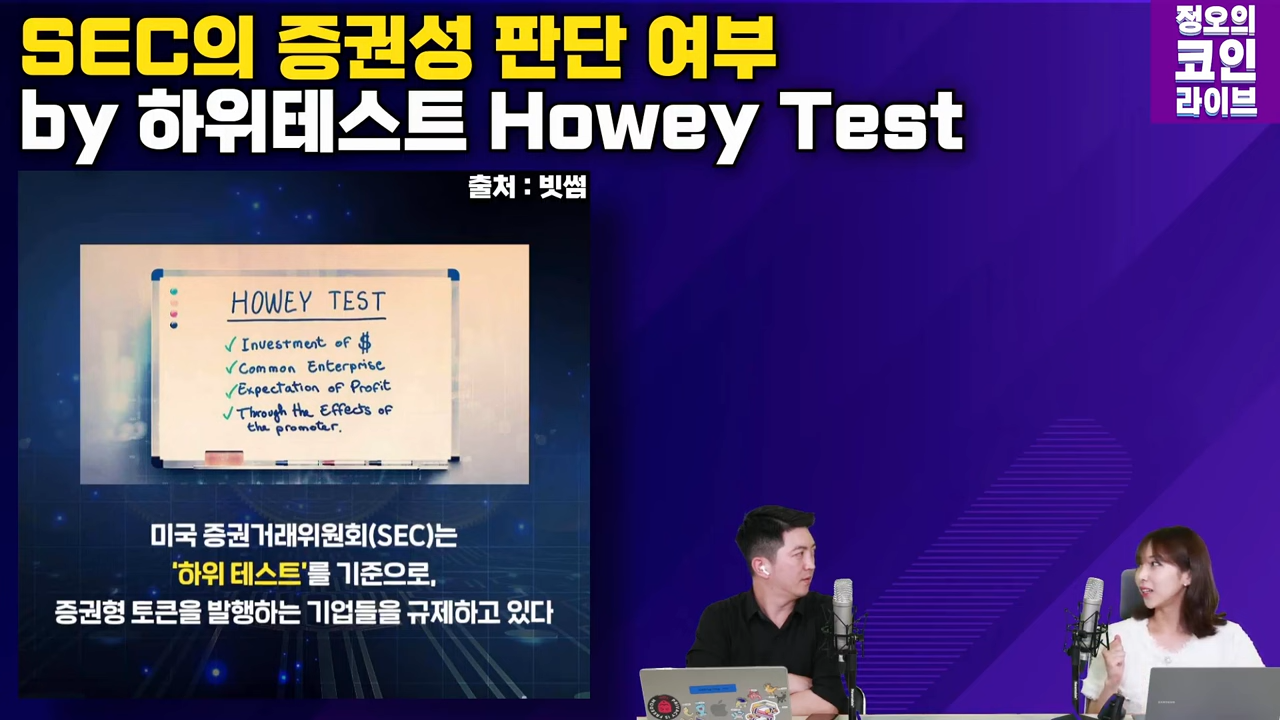 SEC의 증권성 판단 여부
by 하위테스트 Howey Test
정오의
코인
라이브
출처 : 빗썸
HOWEY TEST
✓ Investment of $
✓ Common Enterprise
✓ Expectation of Profit
✓ Through the Effects of
the promoter.
미국 증권거래위원회(SEC)는
'하위 테스트'를 기준으로,
증권형 토큰을 발행하는 기업들을 규제하고 있다